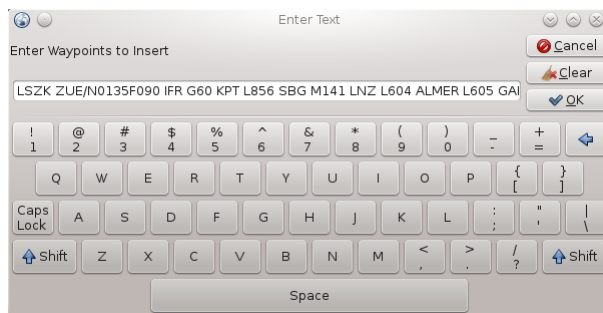 Enter Text
Enter Waypoints to Insert
Cancel
Clear
OK
LSZK ZUE/N0135F090 IFR G60 KPT L856 SBG M141 LNZ L604 ALMER L605
! @ # $ % ^ & * ( ) _ +
1 2 3 4 5 6 7 8 9 0 - =
Q W E R T Y U I O P { }
[ ]
Caps Lock A S D F G H J K L : " |
; ' \
Shift Z X C V B N M < > / Shift
, . ?
Space